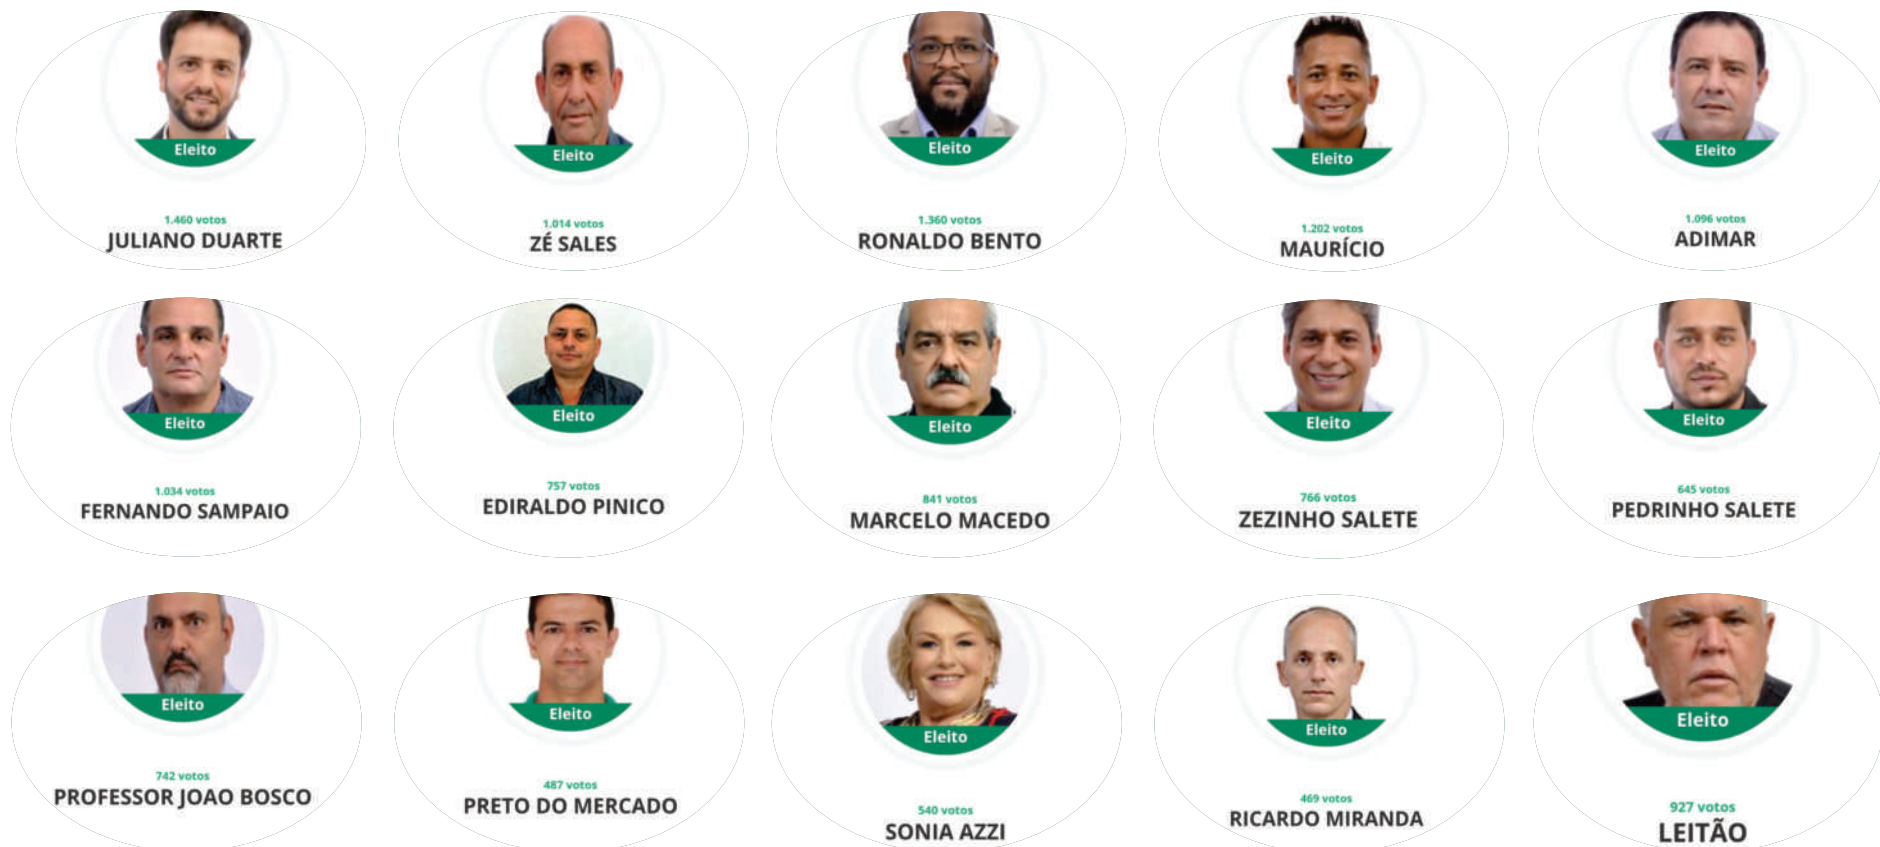 Eleito
1.460 votos
JULIANO DUARTE
Eleito
1.014 votos
ZÉ SALES
Eleito
1.360 votos
RONALDO BENTO
Eleito
1.202 votos
MAURÍCIO
Eleito
1.096 votos
ADIMAR
Eleito
1.034 votos
FERNANDO SAMPAIO
Eleito
757 votos
EDIRALDO PINICO
Eleito
841 votos
MARCELO MACEDO
Eleito
766 votos
ZEZINHO SALETE
Eleito
645 votos
PEDRINHO SALETE
Eleito
742 votos
PROFESSOR JOAO BOSCO
Eleito
487 votos
PRETO DO MERCADO
Eleito
540 votos
SONIA AZZI
Eleito
469 votos
RICARDO MIRANDA
Eleito
927 votos
LEITÃO